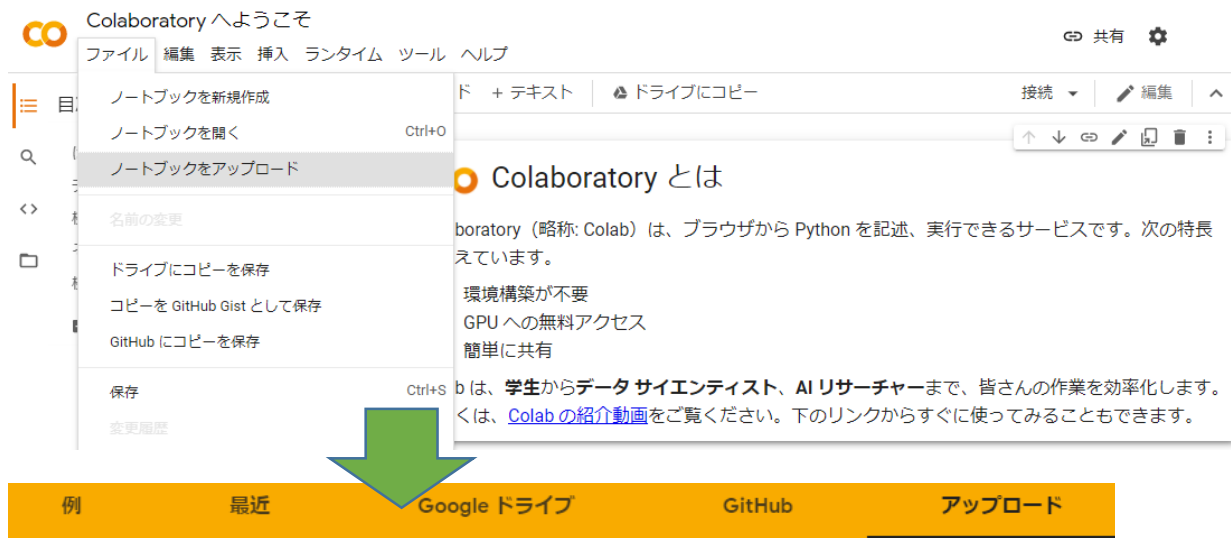 Colaboratory へようこそ
共有
ファイル 編集 表示 挿入 ランタイム ツール ヘルプ
ド + テキスト ドライブにコピー 接続 編集
目
ノートブックを新規作成
ノートブックを開く Ctrl+O
ノートブックをアップロード
名前の変更
ドライブにコピーを保存
コピーを GitHub Gist として保存
GitHub にコピーを保存
保存 Ctrl+S
変更履歴
Colaboratory とは
boratory(略称: Colab)は、ブラウザから Python を記述、実行できるサービスです。次の特長
えています。
環境構築が不要
GPU への無料アクセス
簡単に共有
b は、学生からデータ サイエンティスト、AI リサーチャーまで、皆さんの作業を効率化します。
くは、Colab の紹介動画をご覧ください。下のリンクからすぐに使ってみることもできます。
例 最近 Google ドライブ GitHub アップロード